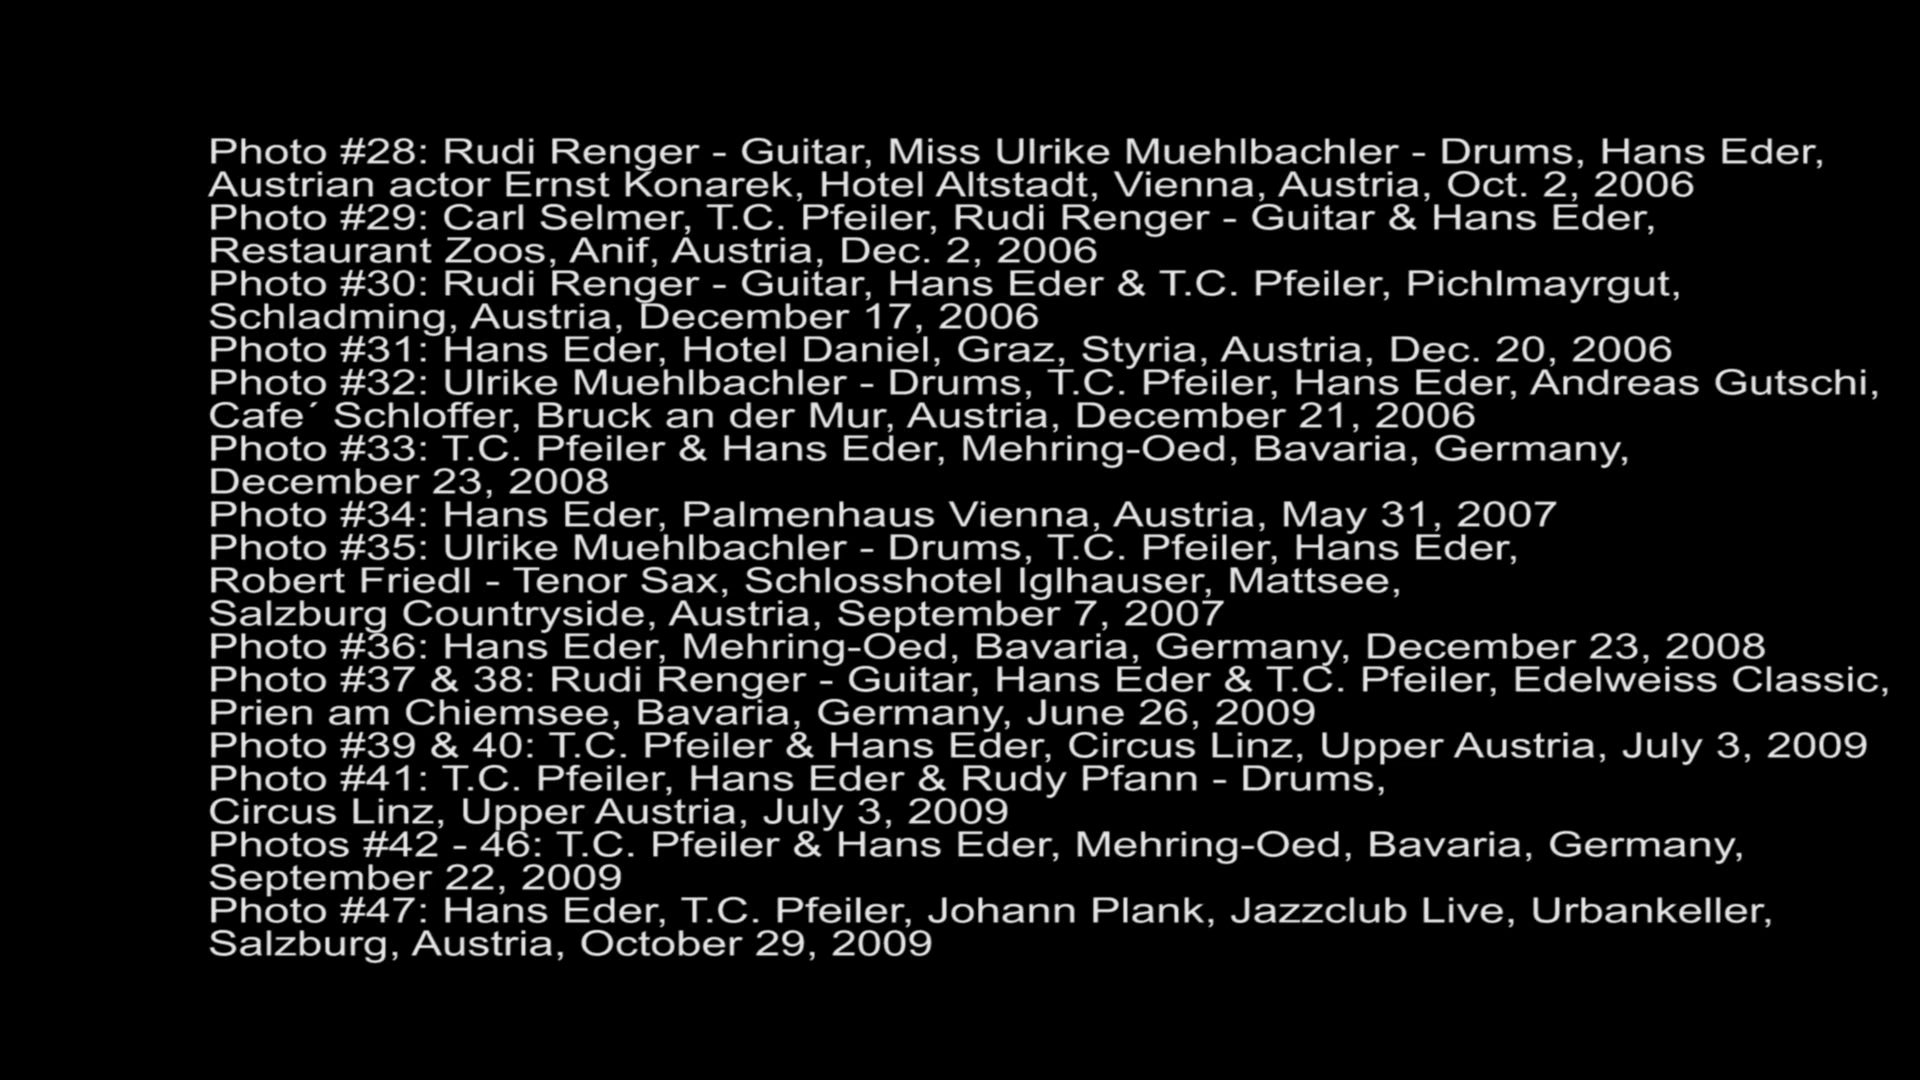 Photo #28: Rudi Renger - Guitar, Miss Ulrike Muehlbachler - Drums, Hans Eder,
Austrian actor Ernst Konarek, Hotel Altstadt, Vienna, Austria, Oct. 2, 2006
Photo #29: Carl Selmer, T.C. Pfeiler, Rudi Renger - Guitar & Hans Eder,
Restaurant Zoos, Anif, Austria, Dec. 2, 2006
Photo #30: Rudi Renger - Guitar, Hans Eder & T.C. Pfeiler, Pichlmayrgut,
Schladming, Austria, December 17, 2006
Photo #31: Hans Eder, Hotel Daniel, Graz, Styria, Austria, Dec. 20, 2006
Photo #32: Ulrike Muehlbachler - Drums, T.C. Pfeiler, Hans Eder, Andreas Gutschi,
Cafe´ Schloffer, Bruck an der Mur, Austria, December 21, 2006
Photo #33: T.C. Pfeiler & Hans Eder, Mehring-Oed, Bavaria, Germany,
December 23, 2008
Photo #34: Hans Eder, Palmenhaus Vienna, Austria, May 31, 2007
Photo #35: Ulrike Muehlbachler - Drums, T.C. Pfeiler, Hans Eder,
Robert Friedl - Tenor Sax, Schlosshotel Iglhauser, Mattsee,
Salzburg Countryside, Austria, September 7, 2007
Photo #36: Hans Eder, Mehring-Oed, Bavaria, Germany, December 23, 2008
Photo #37 & 38: Rudi Renger - Guitar, Hans Eder & T.C. Pfeiler, Edelweiss Classic,
Prien am Chiemsee, Bavaria, Germany, June 26, 2009
Photo #39 & 40: T.C. Pfeiler & Hans Eder, Circus Linz, Upper Austria, July 3, 2009
Photo #41: T.C. Pfeiler, Hans Eder & Rudy Pfann - Drums,
Circus Linz, Upper Austria, July 3, 2009
Photos #42 - 46: T.C. Pfeiler & Hans Eder, Mehring-Oed, Bavaria, Germany,
September 22, 2009
Photo #47: Hans Eder, T.C. Pfeiler, Johann Plank, Jazzclub Live, Urbankeller,
Salzburg, Austria, October 29, 2009